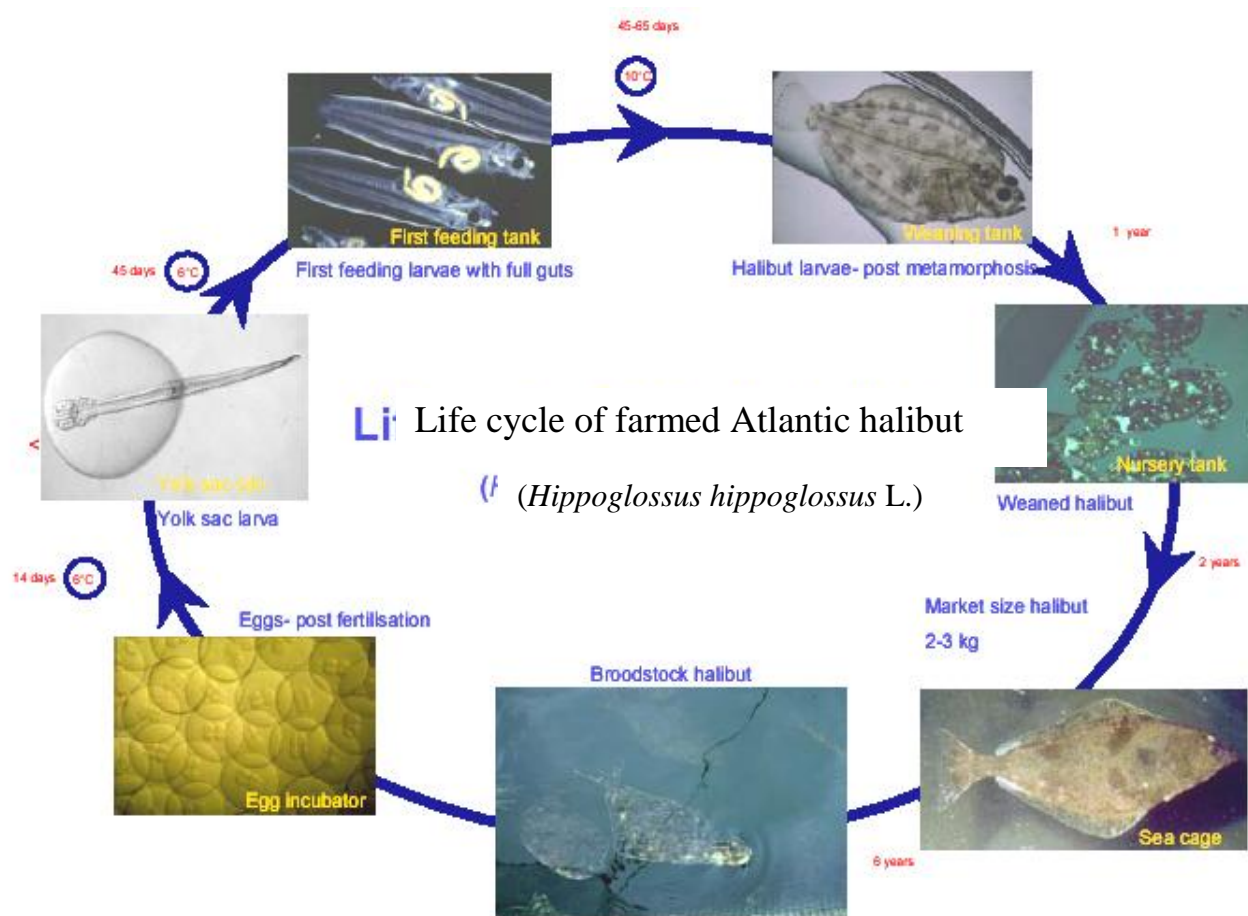 45-65 days
10°C
First feeding tank
First feeding larvae with full guts
Weaning tank
Halibut larvae- post metamorphosis
1 year
45 days
6°C
Yolk sac larva
Life cycle of farmed Atlantic halibut
(Hippoglossus hippoglossus L.)
Nursery tank
Weaned halibut
14 days
6°C
2 years
Eggs- post fertilisation
Market size halibut
2-3 kg
Broodstock halibut
Egg incubator
Sea cage
6 years